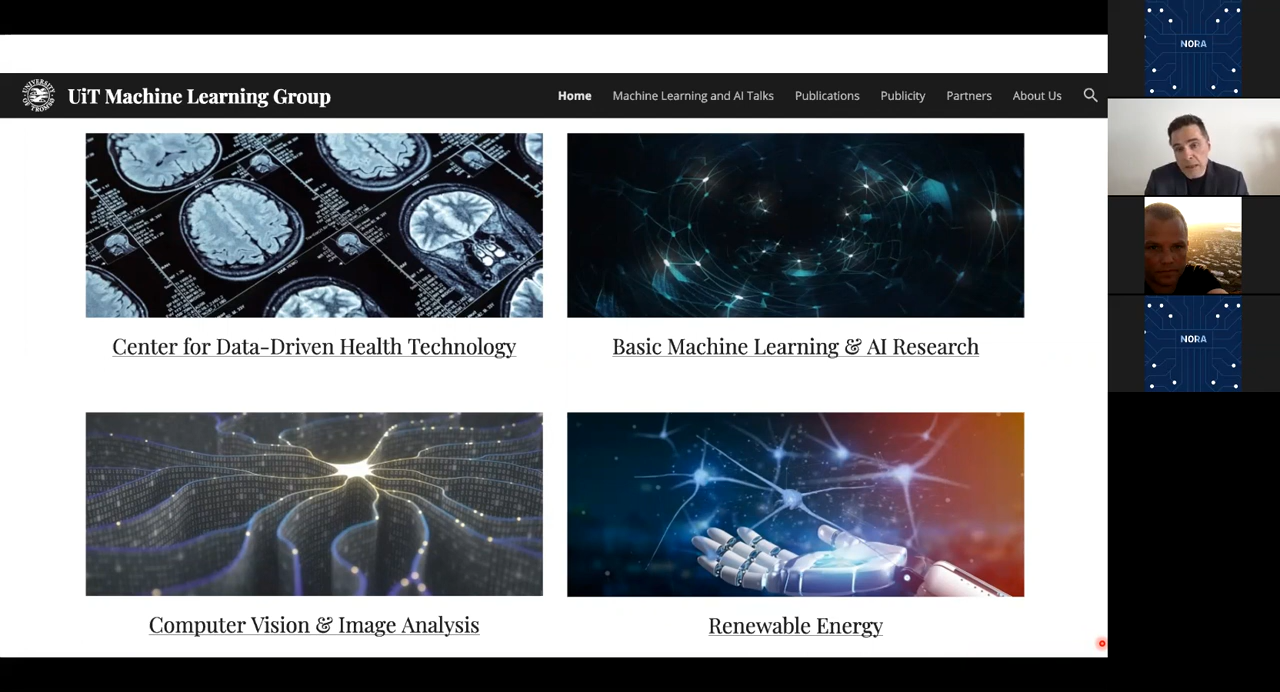 UiT Machine Learning Group
Home Machine Learning and AI Talks Publications Publicity Partners About Us
Center for Data-Driven Health Technology
Basic Machine Learning & AI Research
Computer Vision & Image Analysis
Renewable Energy
NORA
NORA